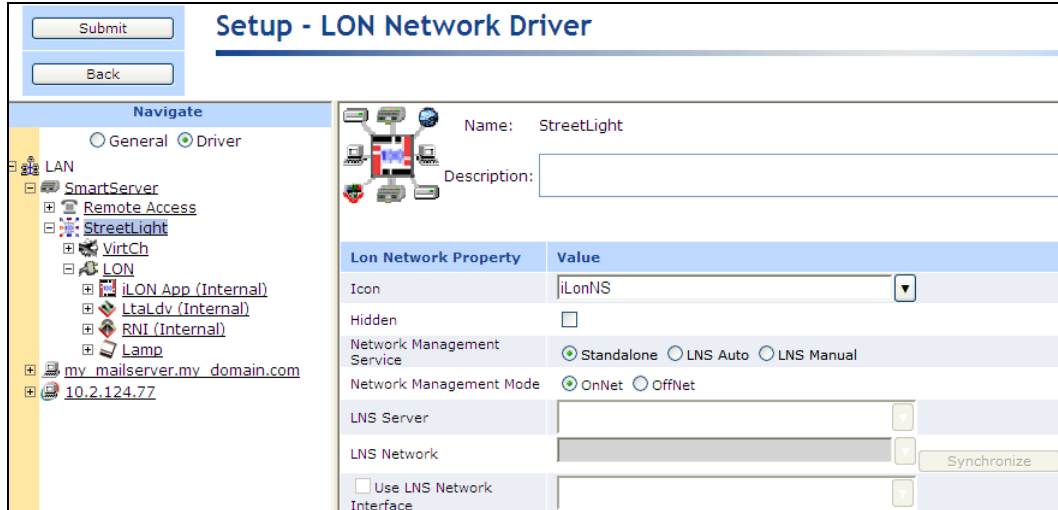 Submit
Setup - LON Network Driver
Back
Navigate
General Driver
LAN
SmartServer
Remote Access
StreetLight
VirtCh
LON
iLON App (Internal)
LtaLdv (Internal)
RNI (Internal)
Lamp
my_mailserver.my_domain.com
10.2.124.77
Name: StreetLight
Description:
Lon Network Property Value
Icon iLonNS
Hidden
Network Management
Service
Standalone LNS Auto LNS Manual
Network Management Mode OnNet OffNet
LNS Server
LNS Network
Synchronize
Use LNS Network
Interface